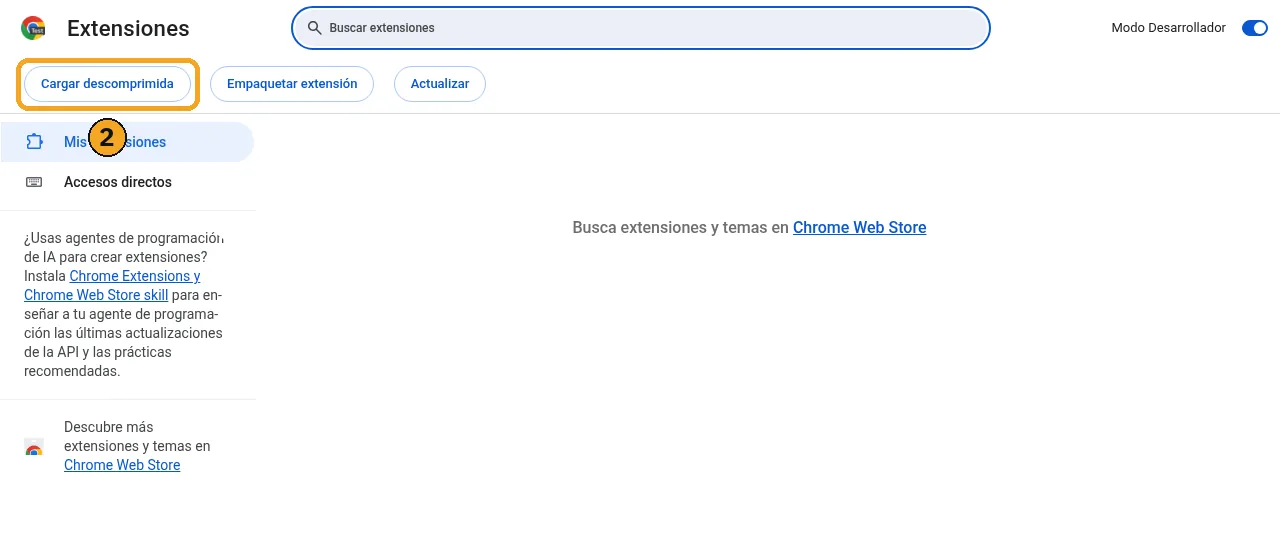 Extensiones
Buscar extensiones
Modo Desarrollador
Cargar descomprimida
Empaquetar extensión
Actualizar
2
Mis siones
Accesos directos
Busca extensiones y temas en Chrome Web Store
¿Usas agentes de programación
de IA para crear extensiones?
Instala Chrome Extensions y
Chrome Web Store skill para en-
señar a tu agente de programa-
ción las últimas actualizaciones
de la API y las prácticas
recomendadas.
Descubre más
extensiones y temas en
Chrome Web Store